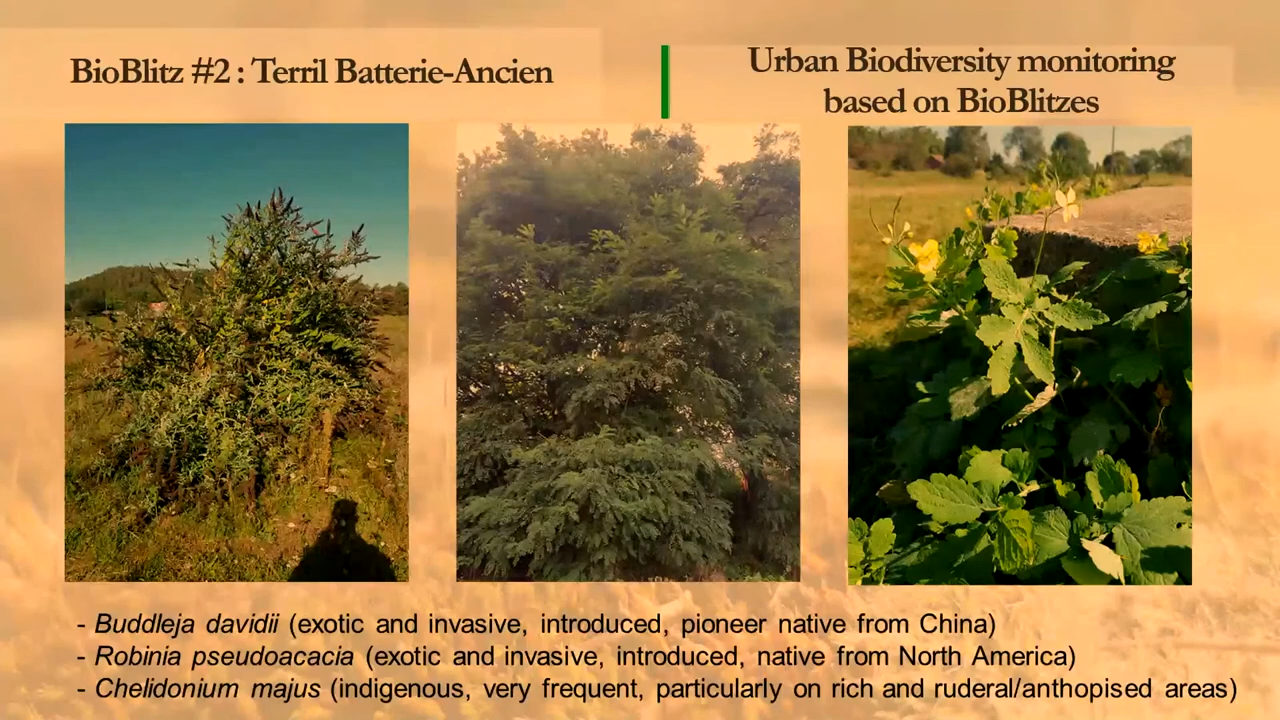 BioBlitz #2 : Terril Batterie-Ancien
Urban Biodiversity monitoring
based on BioBlitzes
- Buddleja davidii (exotic and invasive, introduced, pioneer native from China)
- Robinia pseudoacacia (exotic and invasive, introduced, native from North America)
- Chelidonium majus (indigenous, very frequent, particularly on rich and ruderal/anthopised areas)